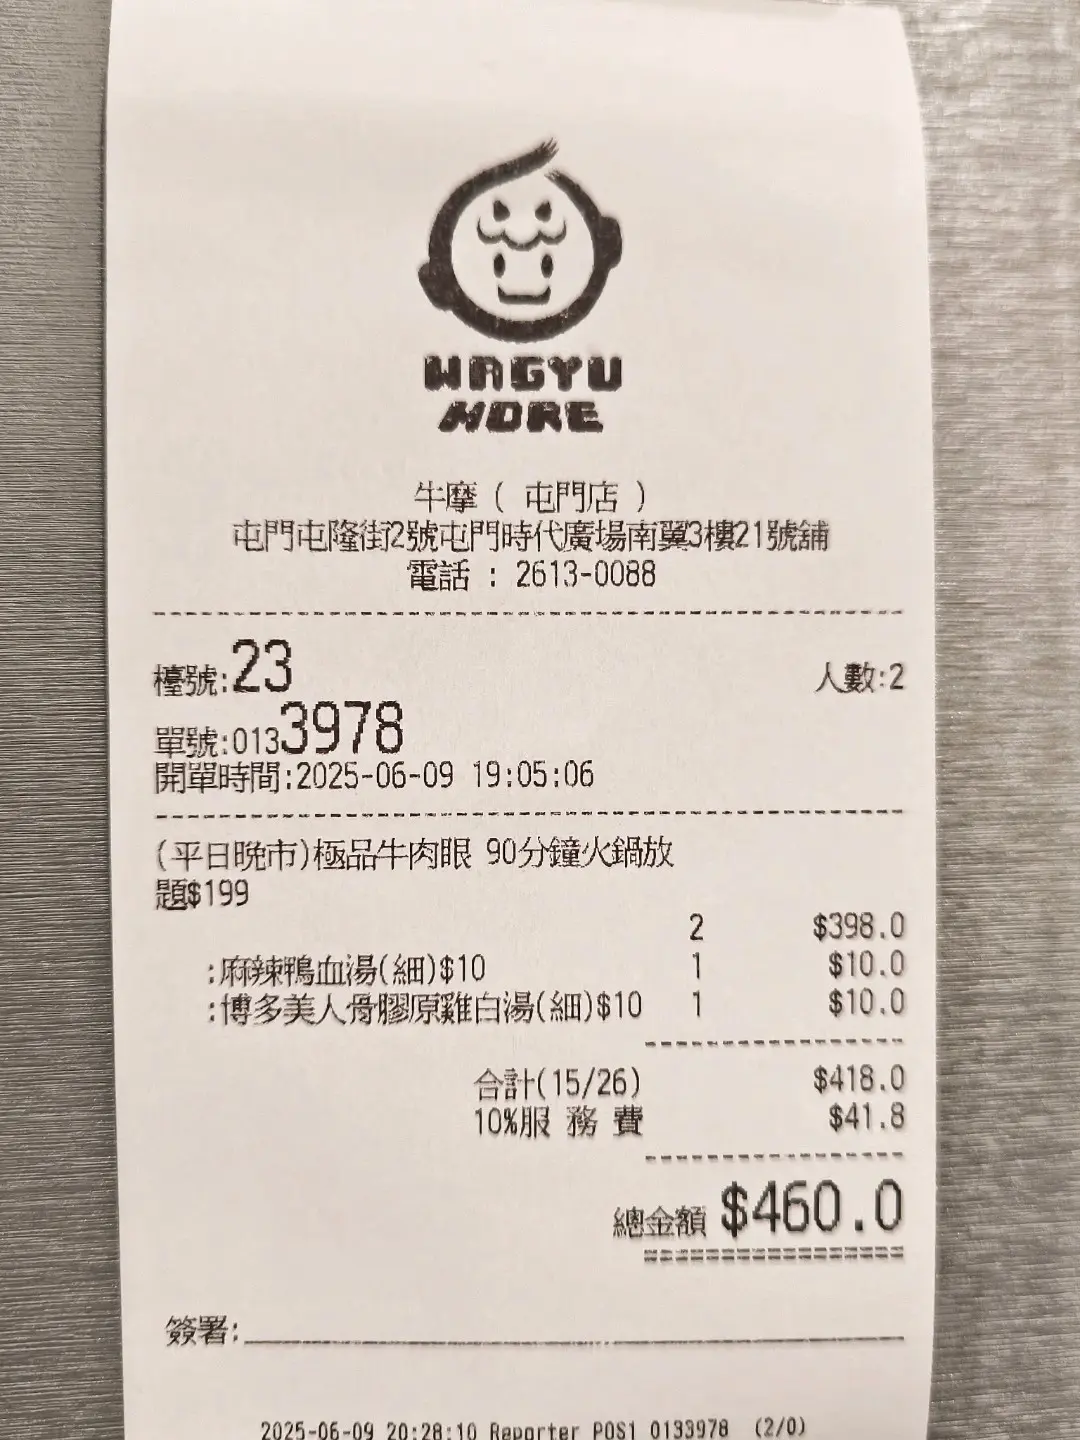 WAGYU
MORE
牛摩 ( 屯門店 )
屯門屯隆街2號屯門時代廣場南翼3樓21號舖
電話 : 2613-0088
檯號:23 人數:2
單號:0133978
開單時間:2025-06-09 19:05:06
(平日晚市)極品牛肉眼 90分鐘火鍋放
題$199
2 $398.0
:麻辣鴨血湯(細)$10 1 $10.0
:博多美人骨膠原雞白湯(細)$10 1 $10.0
合計(15/26) $418.0
10%服 務 費 $41.8
總金額 $460.0
簽署:
2025-06-09 20:28:10 Reporter POS1 0133978 (2/0)